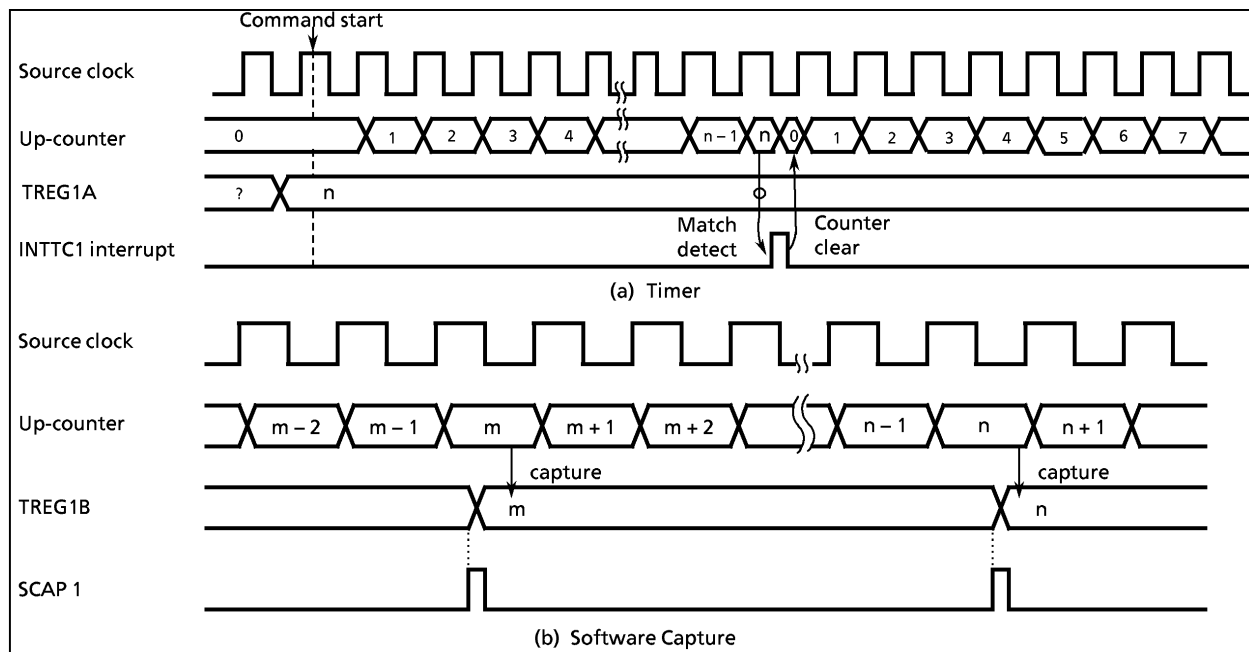 Command start
Source clock
Up-counter 0 1 2 3 4 n – 1 n 0 1 2 3 4 5 6 7
TREG1A ? n
Match detect
Counter clear
INTTC1 interrupt
(a) Timer
Source clock
Up-counter m – 2 m – 1 m m + 1 m + 2 n – 1 n n + 1
capture capture
TREG1B m n
SCAP 1
(b) Software Capture